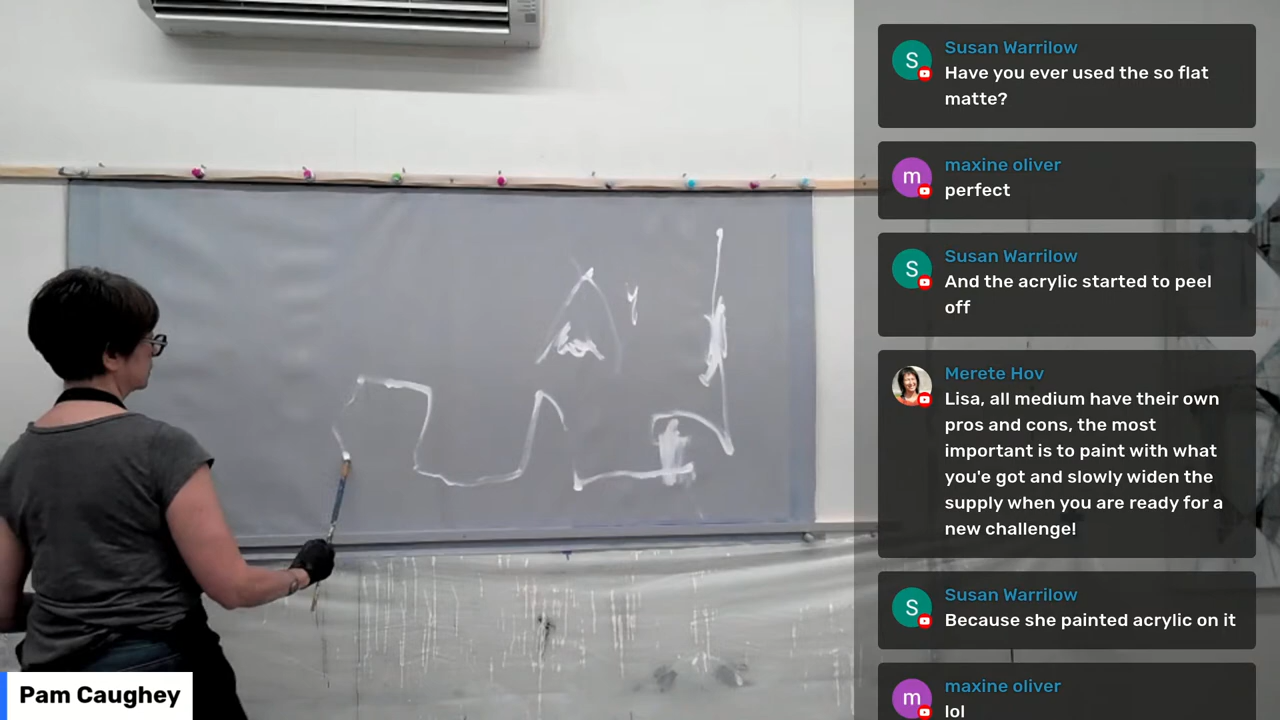 Susan Warrilow
Have you ever used the so flat
matte?
maxine oliver
perfect
Susan Warrilow
And the acrylic started to peel
off
Merete Hov
Lisa, all medium have their own
pros and cons, the most
important is to paint with what
you'e got and slowly widen the
supply when you are ready for a
new challenge!
Susan Warrilow
Because she painted acrylic on it
maxine oliver
lol
Pam Caughey